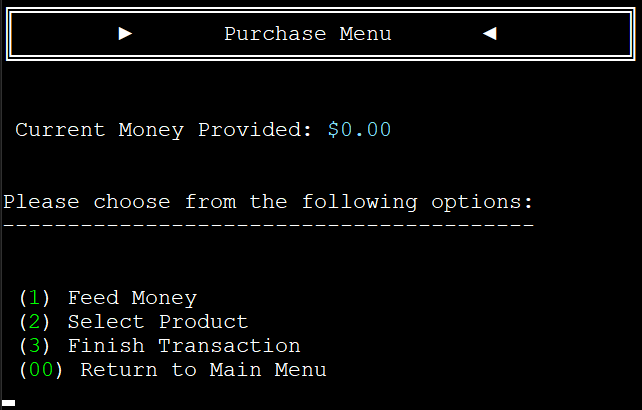 ► Purchase Menu ◄
Current Money Provided: $0.00
Please choose from the following options:
-----------------------------------------
(1) Feed Money
(2) Select Product
(3) Finish Transaction
(00) Return to Main Menu